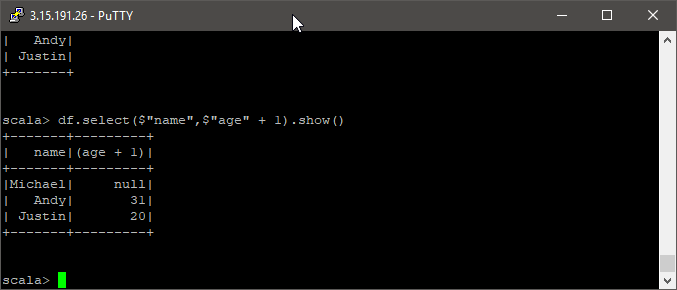 3.15.191.26 - PuTTY
|   Andy|
| Justin|
+-------+
scala> df.select($"name",$"age" + 1).show()
+-------+---------+
|   name|(age + 1)|
+-------+---------+
|Michael|     null|
|   Andy|       31|
| Justin|       20|
+-------+---------+
scala>